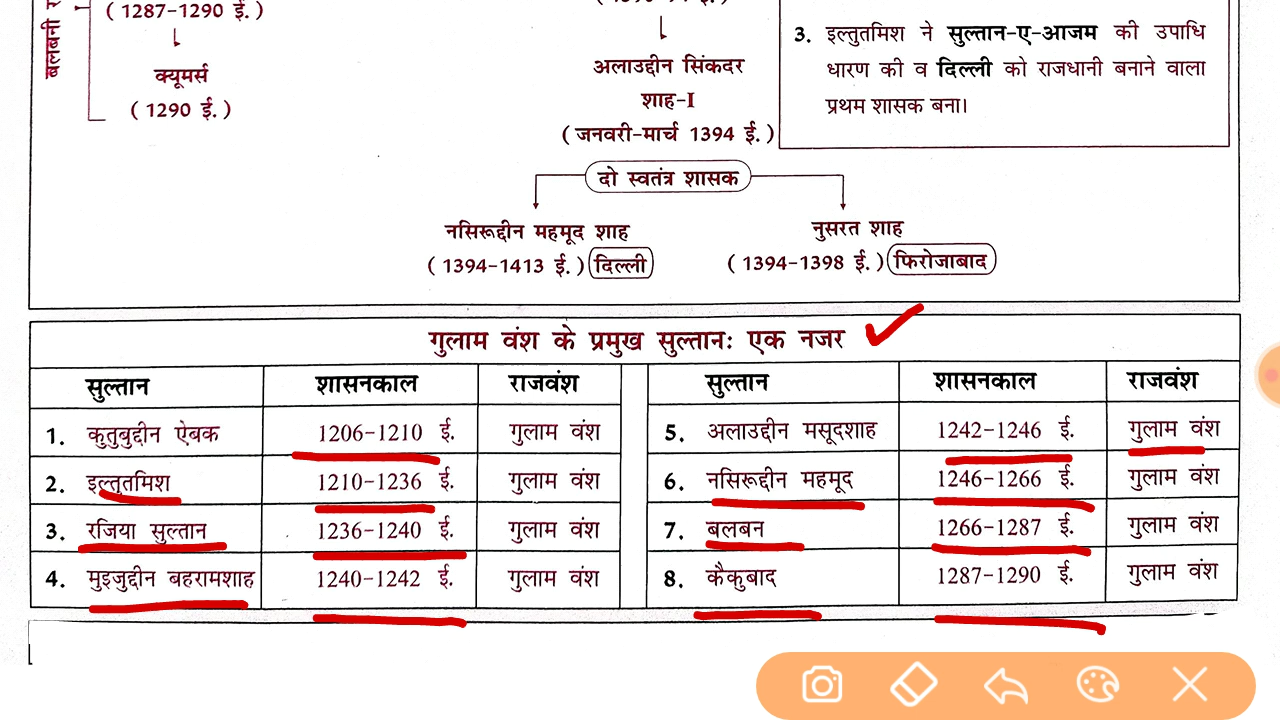 (1287-1290 ई.)
क्यूमर्स
(1290 ई.)
अलाउद्दीन सिंकदर
शाह-I
(जनवरी-मार्च 1394 ई.)
3. इल्तुतमिश ने सुल्तान-ए-आजम की उपाधि
धारण की व दिल्ली को राजधानी बनाने वाला
प्रथम शासक बना।
दो स्वतंत्र शासक
नसिरूद्दीन महमूद शाह
(1394-1413 ई.) दिल्ली
नुसरत शाह
(1394-1398 ई.) फिरोजाबाद
गुलाम वंश के प्रमुख सुल्तानः एक नजर
सुल्तान शासनकाल राजवंश सुल्तान शासनकाल राजवंश
1. कुतुबुद्दीन ऐबक 1206-1210 ई. गुलाम वंश 5. अलाउद्दीन मसूदशाह 1242-1246 ई. गुलाम वंश
2. इल्तुतमिश 1210-1236 ई. गुलाम वंश 6. नसिरूद्दीन महमूद 1246-1266 ई. गुलाम वंश
3. रजिया सुल्तान 1236-1240 ई. गुलाम वंश 7. बलबन 1266-1287 ई. गुलाम वंश
4. मुइजुद्दीन बहरामशाह 1240-1242 ई. गुलाम वंश 8. कैकुबाद 1287-1290 ई. गुलाम वंश